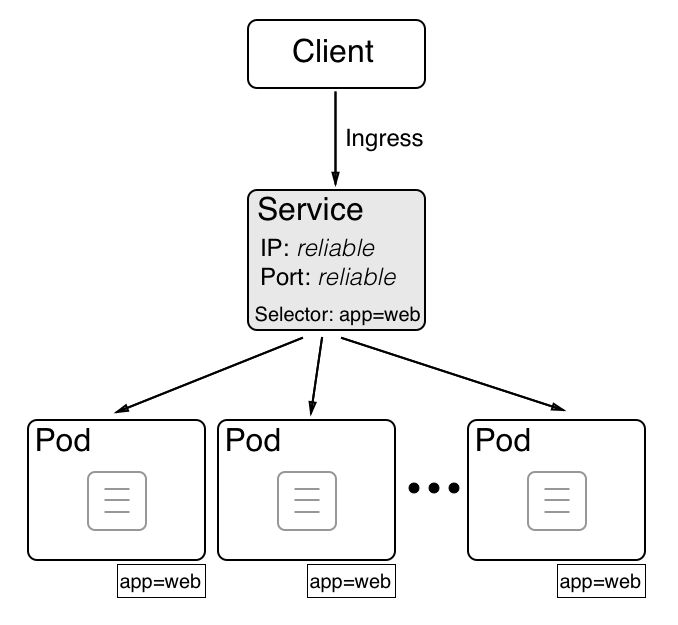 Client
Ingress
Service
IP: reliable
Port: reliable
Selector: app=web
Pod
Pod
Pod
app=web
app=web
app=web